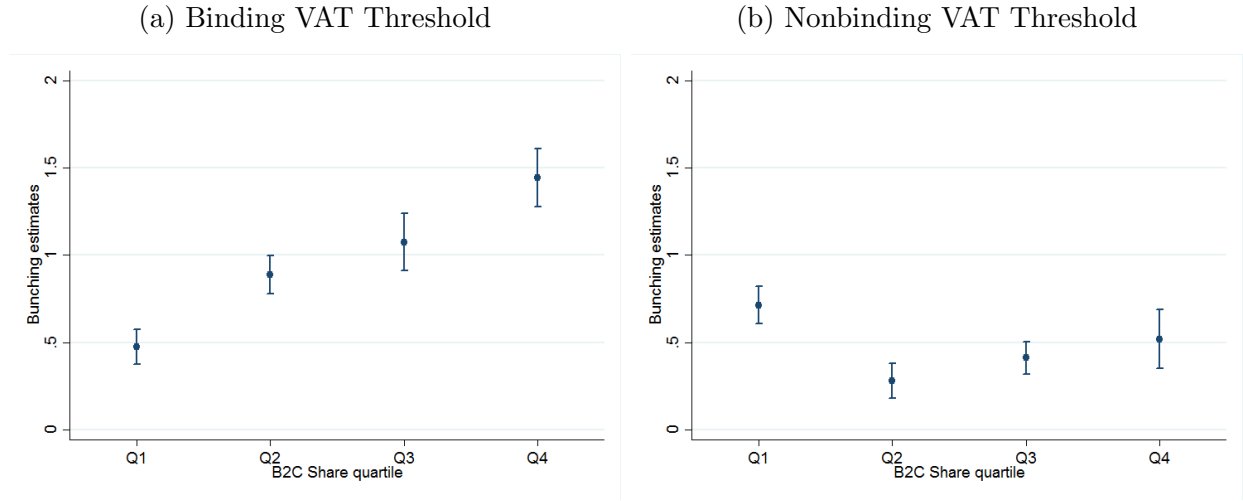 (a) Binding VAT Threshold
2
1.5
1
.5
0
Bunching estimates
Q1 Q2 Q3 Q4
B2C Share quartile
(b) Nonbinding VAT Threshold
2
1.5
1
.5
0
Bunching estimates
Q1 Q2 Q3 Q4
B2C Share quartile